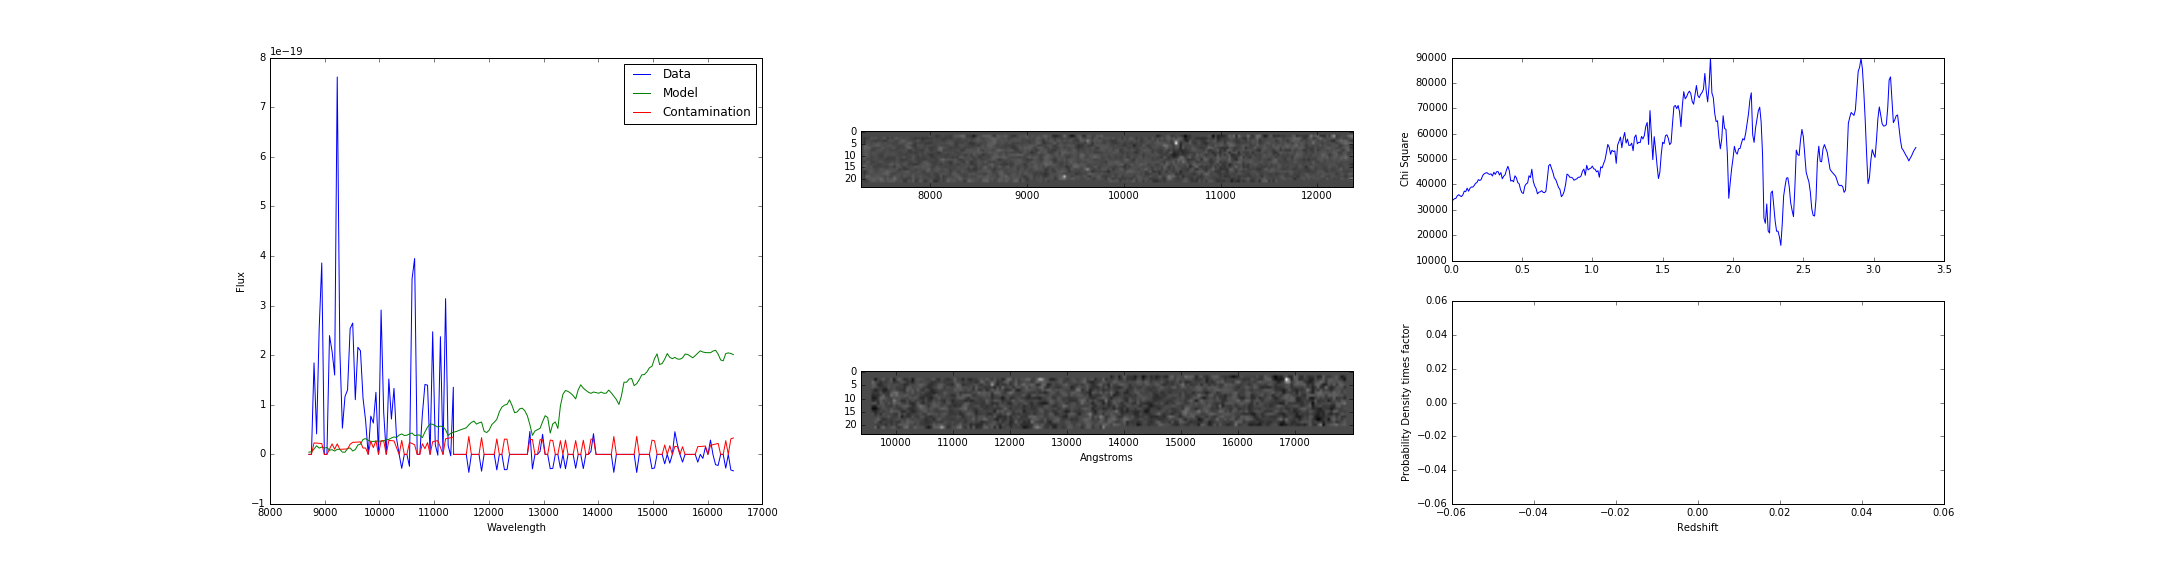 1e−19
8
7
6
5
4
3
2
1
0
−1
8000 9000 10000 11000 12000 13000 14000 15000 16000 17000
Wavelength
Flux
Data
Model
Contamination
0
5
10
15
20
8000 9000 10000 11000 12000
0
5
10
15
20
10000 11000 12000 13000 14000 15000 16000 17000
Angstroms
90000
80000
70000
60000
50000
40000
30000
20000
10000
0.0 0.5 1.0 1.5 2.0 2.5 3.0 3.5
Chi Square
0.06
0.04
0.02
0.00
−0.02
−0.04
−0.06
−0.06 −0.04 −0.02 0.00 0.02 0.04 0.06
Redshift
Probability Density times factor